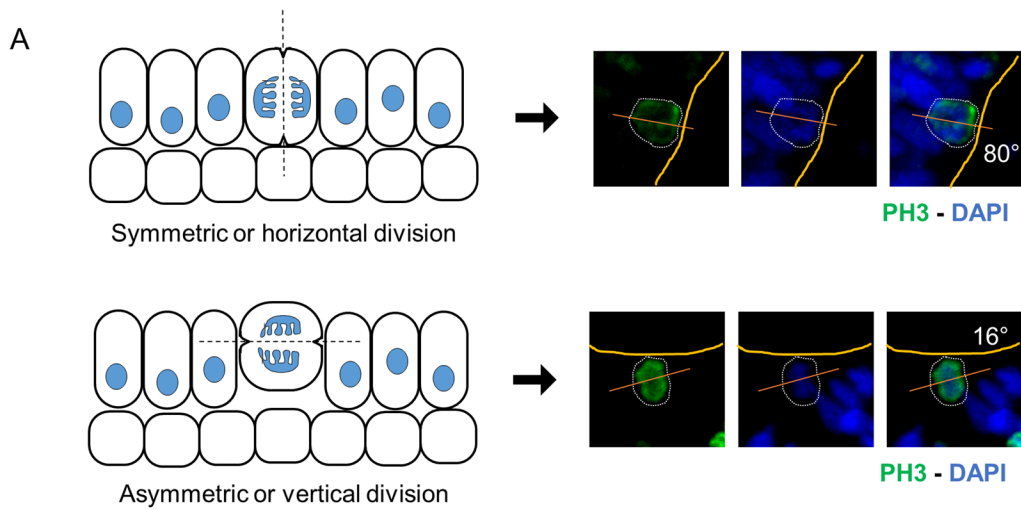 A
80°
PH3 - DAPI
Symmetric or horizontal division
16°
PH3 - DAPI
Asymmetric or vertical division